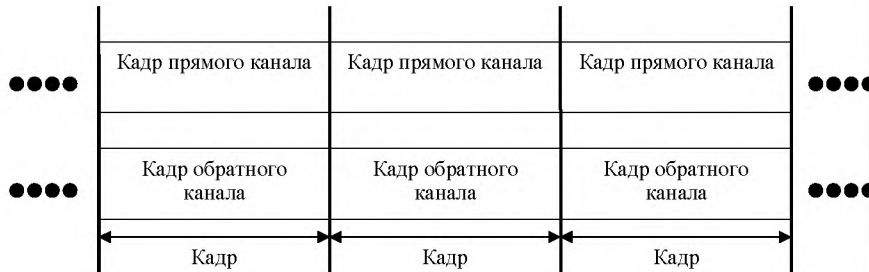 Кадр прямого канала Кадр прямого канала Кадр прямого канала
Кадр обратного Кадр обратного Кадр обратного
канала канала канала
Кадр Кадр Кадр